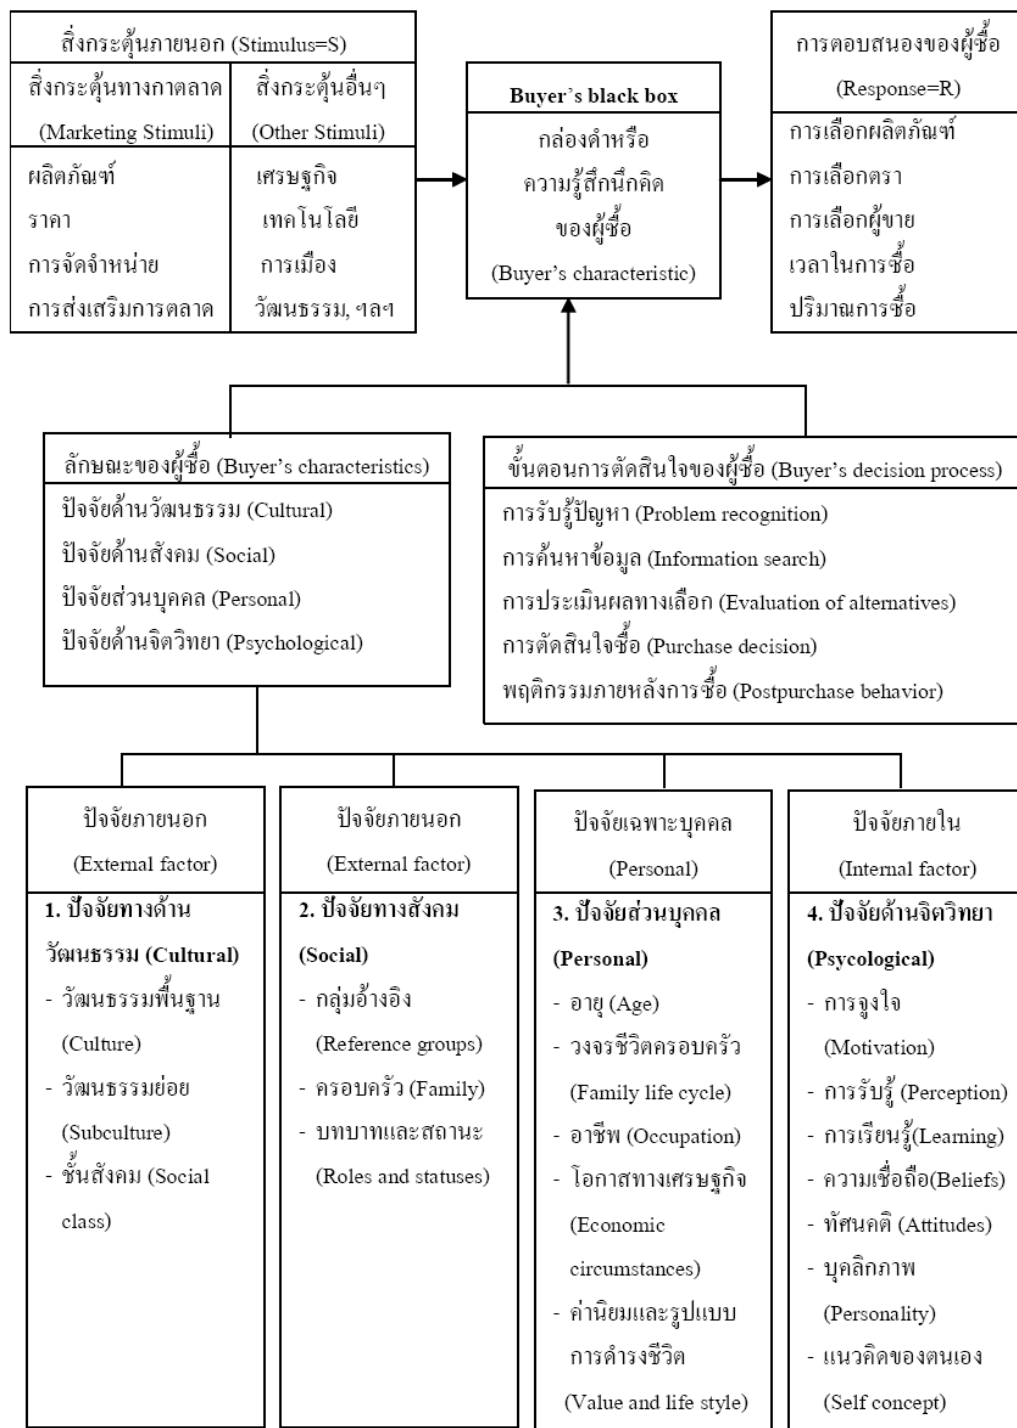 สิ่งกระตุ้นภายนอก (Stimulus=S)
สิ่งกระตุ้นทางกาตลาด
(Marketing Stimuli)
สิ่งกระตุ้นอื่นๆ
(Other Stimuli)
ผลิตภัณฑ์
ราคา
การจัดจำหน่าย
การส่งเสริมการตลาด
เศรษฐกิจ
เทคโนโลยี
การเมือง
วัฒนธรรม, ฯลฯ
Buyer’s black box
กล่องดำหรือ
ความรู้สึกนึกคิด
ของผู้ซื้อ
(Buyer’s characteristic)
การตอบสนองของผู้ซื้อ
(Response=R)
การเลือกผลิตภัณฑ์
การเลือกตรา
การเลือกผู้ขาย
เวลาในการซื้อ
ปริมาณการซื้อ
ลักษณะของผู้ซื้อ (Buyer’s characteristics)
ปัจจัยด้านวัฒนธรรม (Cultural)
ปัจจัยด้านสังคม (Social)
ปัจจัยส่วนบุคคล (Personal)
ปัจจัยด้านจิตวิทยา (Psychological)
ขั้นตอนการตัดสินใจของผู้ซื้อ (Buyer’s decision process)
การรับรู้ปัญหา (Problem recognition)
การค้นหาข้อมูล (Information search)
การประเมินผลทางเลือก (Evaluation of alternatives)
การตัดสินใจซื้อ (Purchase decision)
พฤติกรรมภายหลังการซื้อ (Postpurchase behavior)
ปัจจัยภายนอก
(External factor)
1. ปัจจัยทางด้าน
วัฒนธรรม (Cultural)
- วัฒนธรรมพื้นฐาน
(Culture)
- วัฒนธรรมย่อย
(Subculture)
- ชั้นสังคม (Social
class)
ปัจจัยภายนอก
(External factor)
2. ปัจจัยทางสังคม
(Social)
- กลุ่มอ้างอิง
(Reference groups)
- ครอบครัว (Family)
- บทบาทและสถานะ
(Roles and statuses)
ปัจจัยเฉพาะบุคคล
(Personal)
3. ปัจจัยส่วนบุคคล
(Personal)
- อายุ (Age)
- วงจรชีวิตครอบครัว
(Family life cycle)
- อาชีพ (Occupation)
- โอกาสทางเศรษฐกิจ
(Economic
circumstances)
- ค่านิยมและรูปแบบ
การดำรงชีวิต
(Value and life style)
ปัจจัยภายใน
(Internal factor)
4. ปัจจัยด้านจิตวิทยา
(Psycological)
- การจูงใจ
(Motivation)
- การรับรู้ (Perception)
- การเรียนรู้(Learning)
- ความเชื่อถือ(Beliefs)
- ทัศนคติ (Attitudes)
- บุคลิกภาพ
(Personality)
- แนวคิดของตนเอง
(Self concept)